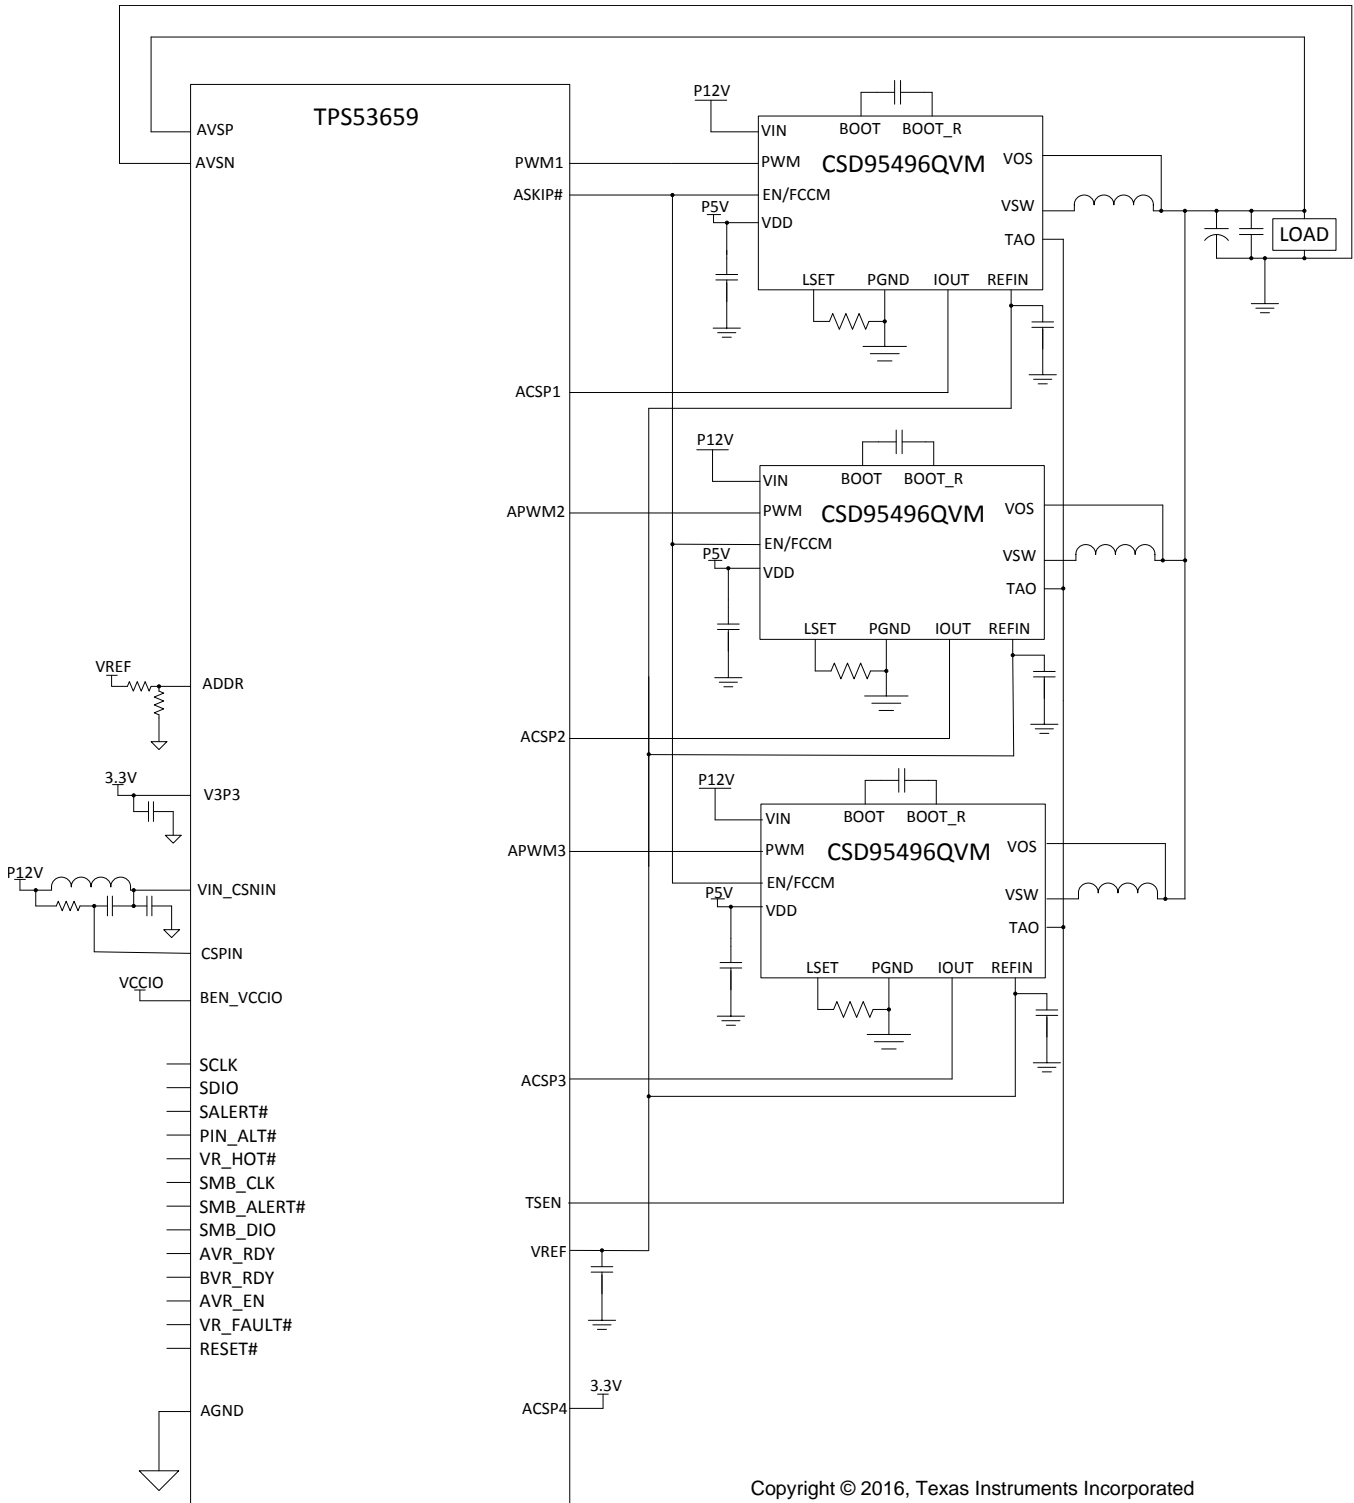 TPS53659
AVSP
AVSN
ADDR
VREF
3.3V
V3P3
P12V
VIN_CSNIN
CSPIN
VCCIO
BEN_VCCIO
SCLK
SDIO
SALERT#
PIN_ALT#
VR_HOT#
SMB_CLK
SMB_ALERT#
SMB_DIO
AVR_RDY
BVR_RDY
AVR_EN
VR_FAULT#
RESET#
AGND
PWM1
ASKIP#
ACSP1
APWM2
ACSP2
APWM3
ACSP3
TSEN
VREF
ACSP4
3.3V
P12V
VIN
BOOT BOOT_R
PWM
CSD95496QVM
VOS
EN/FCCM
P5V
VDD
VSW
TAO
LSET PGND IOUT REFIN
LOAD
P12V
VIN
BOOT BOOT_R
PWM
CSD95496QVM
VOS
EN/FCCM
P5V
VDD
VSW
TAO
LSET PGND IOUT REFIN
P12V
VIN
BOOT BOOT_R
PWM
CSD95496QVM
VOS
EN/FCCM
P5V
VDD
VSW
TAO
LSET PGND IOUT REFIN
Copyright © 2016, Texas Instruments Incorporated